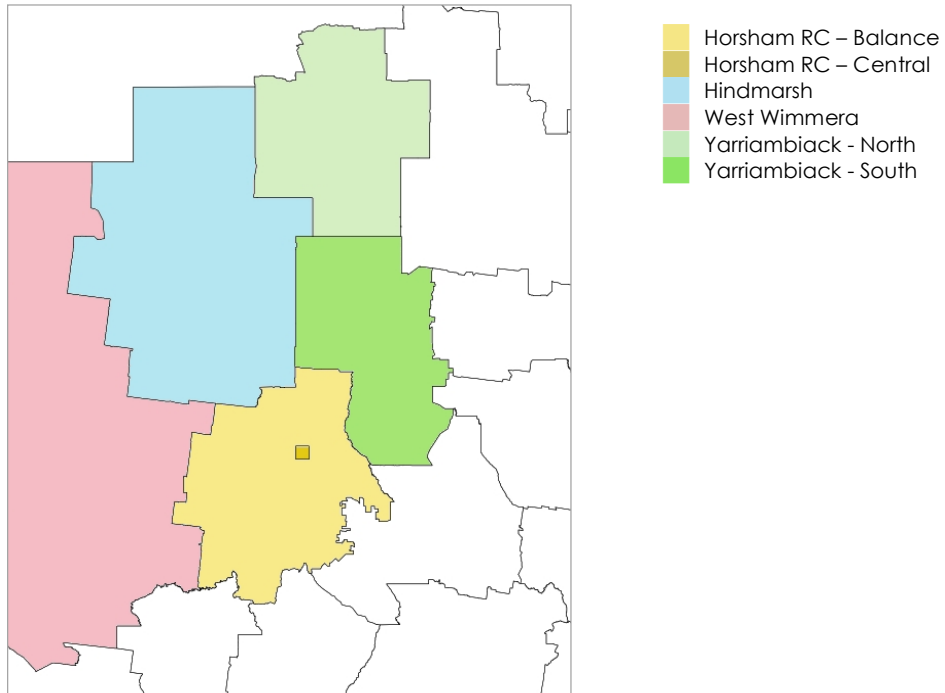 Horsham RC – Balance
Horsham RC – Central
Hindmarsh
West Wimmera
Yarriambiack - North
Yarriambiack - South